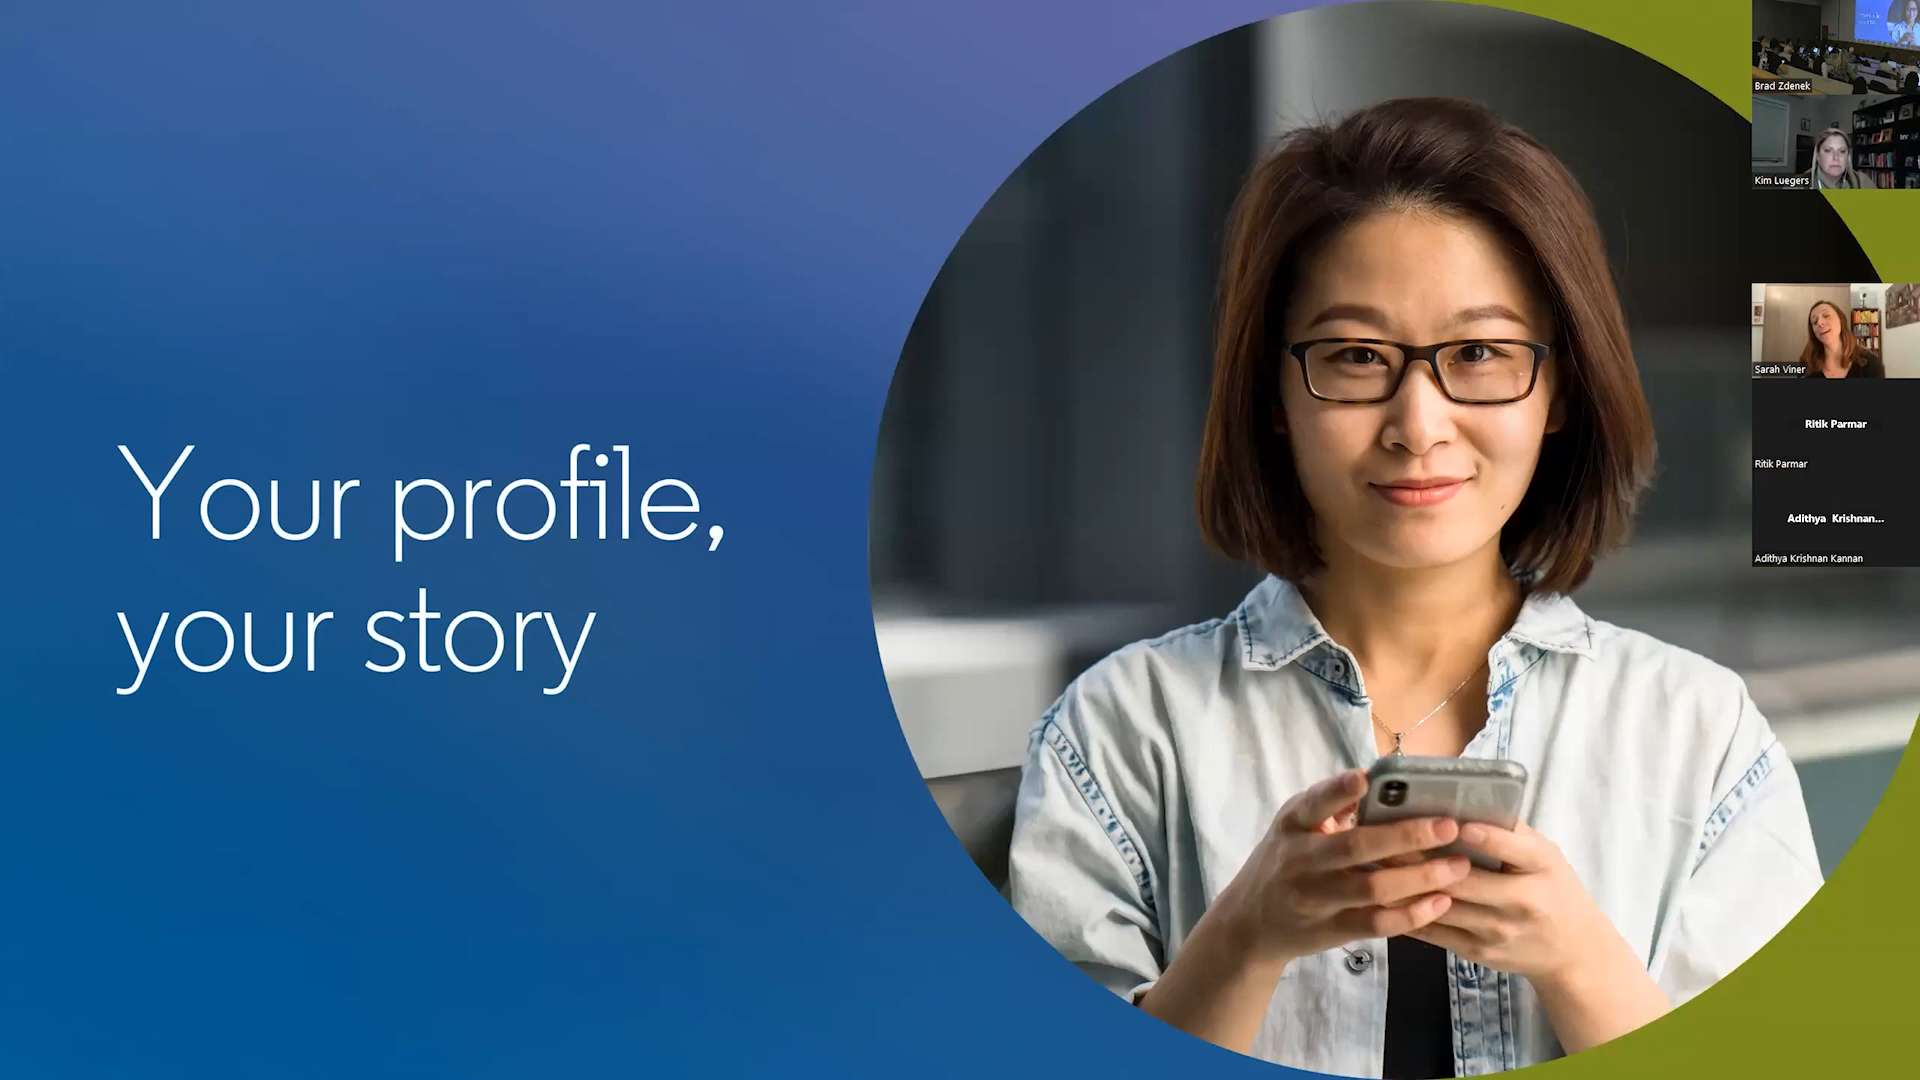 Your profile,
your story
Brad Zdenek
Kim Luegers
Sarah Viner
Ritik Parmar
Ritik Parmar
Adithya Krishnan...
Adithya Krishnan Kannan